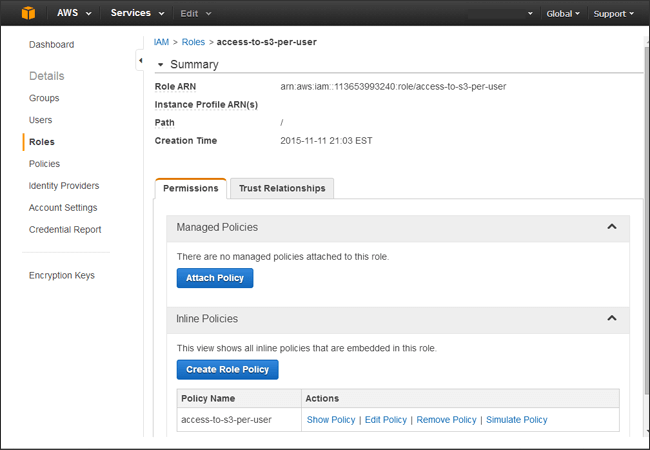 AWS Services Edit Global Support
Dashboard
Details
Groups
Users
Roles
Policies
Identity Providers
Account Settings
Credential Report
Encryption Keys
IAM > Roles > access-to-s3-per-user
Summary
Role ARN arn:aws:iam::113653993240:role/access-to-s3-per-user
Instance Profile ARN(s)
Path /
Creation Time 2015-11-11 21:03 EST
Permissions Trust Relationships
Managed Policies
There are no managed policies attached to this role.
Attach Policy
Inline Policies
This view shows all inline policies that are embedded in this role.
Create Role Policy
Policy Name Actions
access-to-s3-per-user Show Policy | Edit Policy | Remove Policy | Simulate Policy